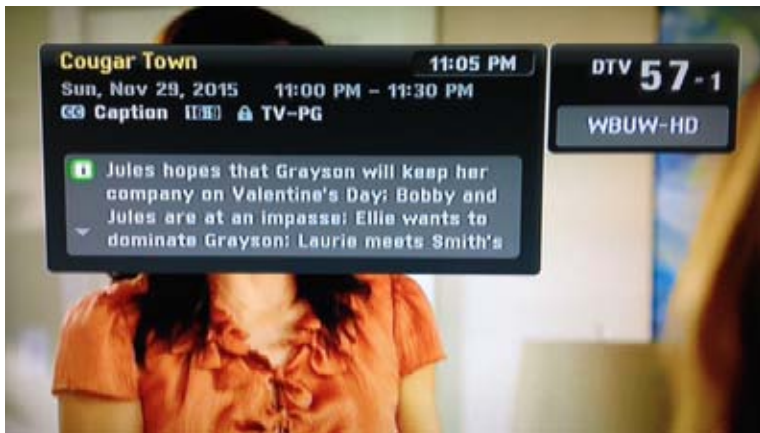 Cougar Town 11:05 PM
Sun, Nov 29, 2015 11:00 PM - 11:30 PM
CC Caption TV-PG
Jules hopes that Grayson will keep her
company on Valentine's Day; Bobby and
Jules are at an impasse; Ellie wants to
dominate Grayson; Laurie meets Smith's
DTV 57-1
WBUW-HD